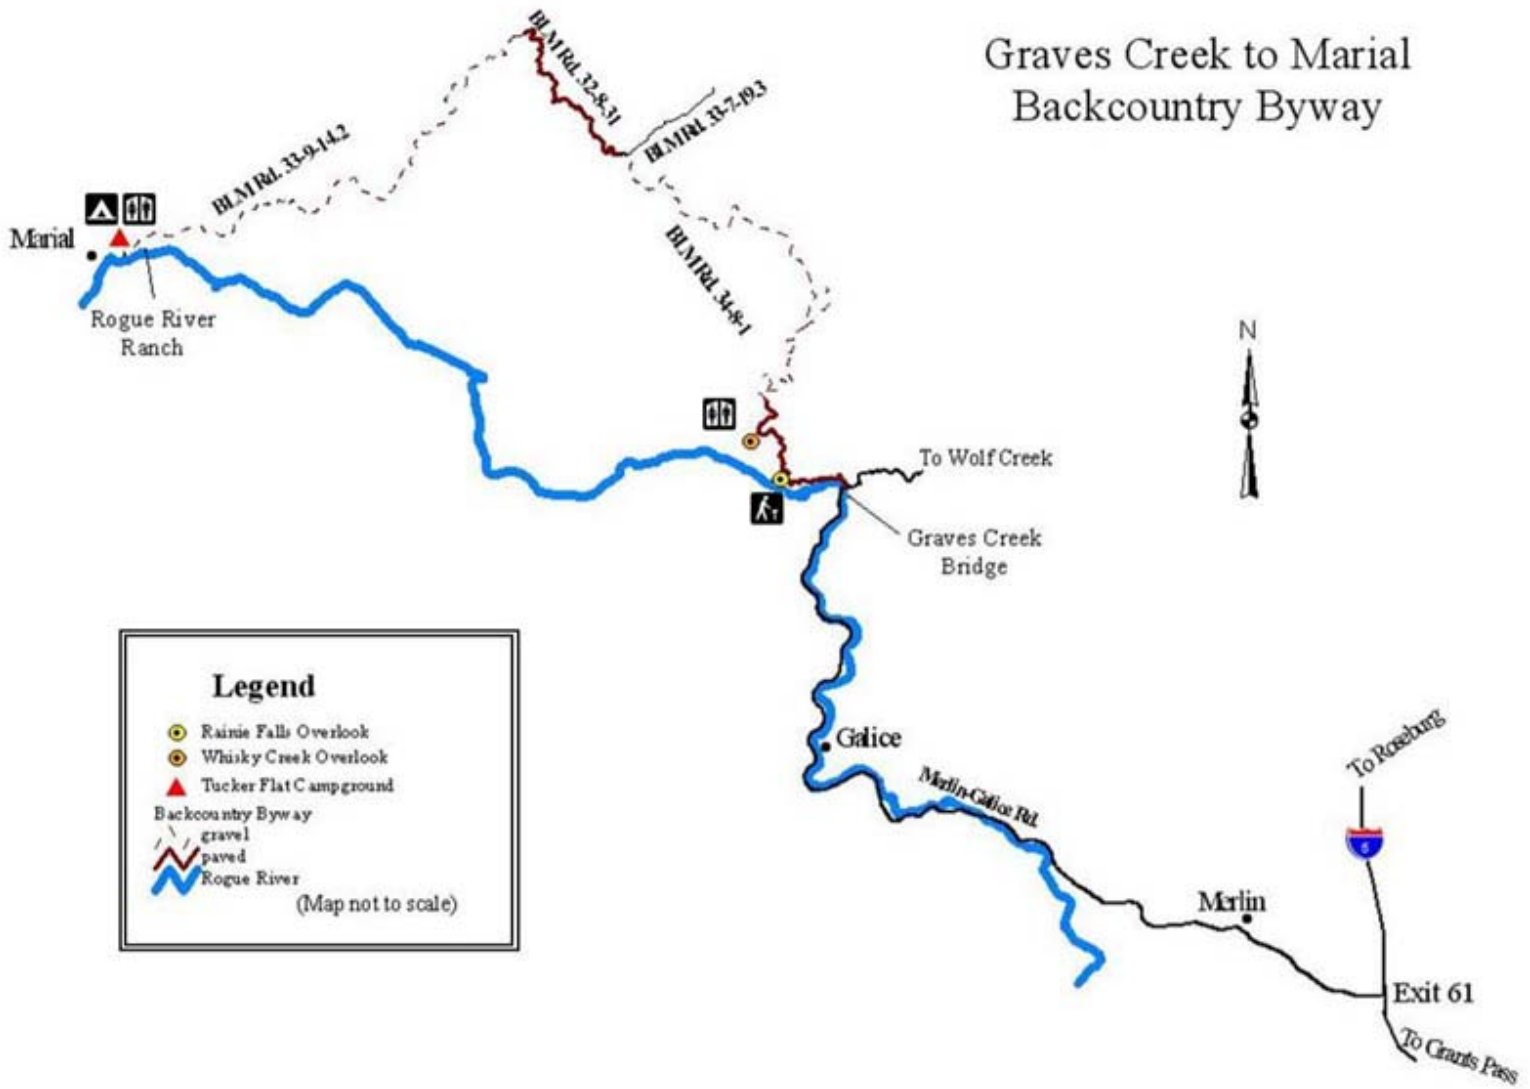 Graves Creek to Marial
Backcountry Byway
BLM Rd. 32-8-31
BLM Rd. 33-7-19.3
BLM Rd. 33-9-14.2
Marial
Rogue River
Ranch
BLM Rd. 34-8-1
N
To Wolf Creek
Graves Creek
Bridge
Legend
Rainie Falls Overlook
Whisky Creek Overlook
Tucker Flat Campground
Backcountry Byway
gravel
paved
Rogue River
(Map not to scale)
Galice
Merlin-Galice Rd.
To Roseburg
5
Merlin
Exit 61
To Grants Pass